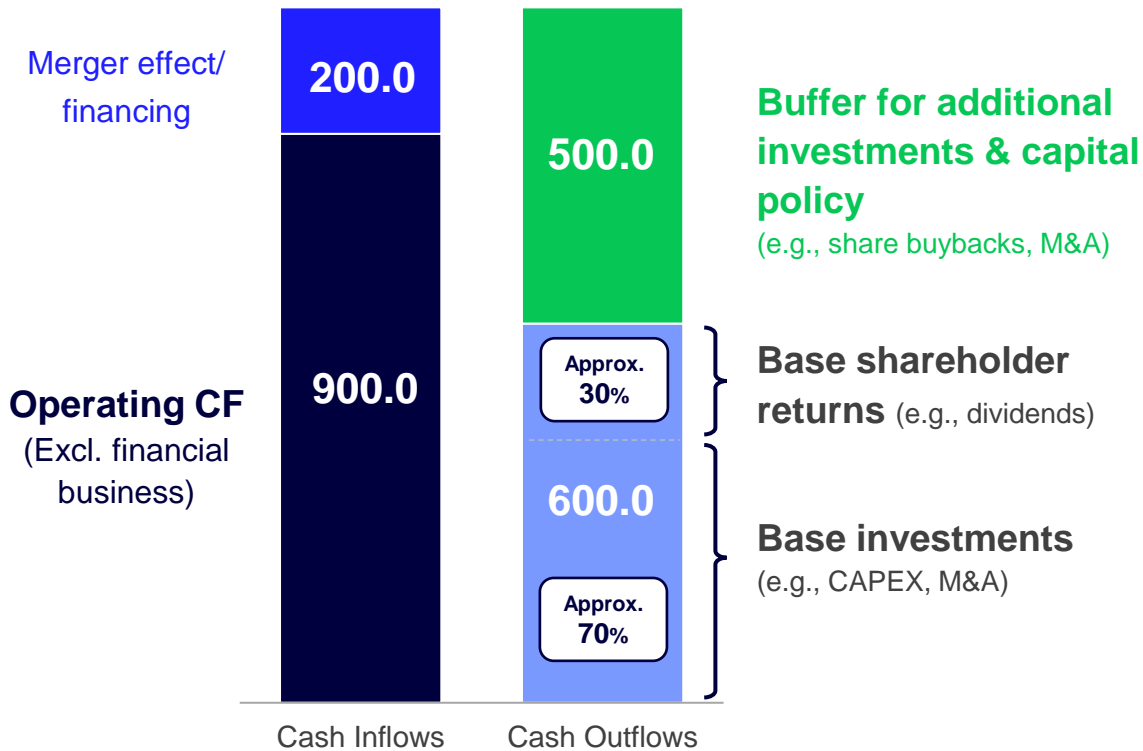 Merger effect/
financing
200.0
Operating CF
(Excl. financial
business)
900.0
500.0
Buffer for additional
investments & capital
policy
(e.g., share buybacks, M&A)
Approx.
30%
Base shareholder
returns (e.g., dividends)
600.0
Approx.
70%
Base investments
(e.g., CAPEX, M&A)
Cash Inflows
Cash Outflows